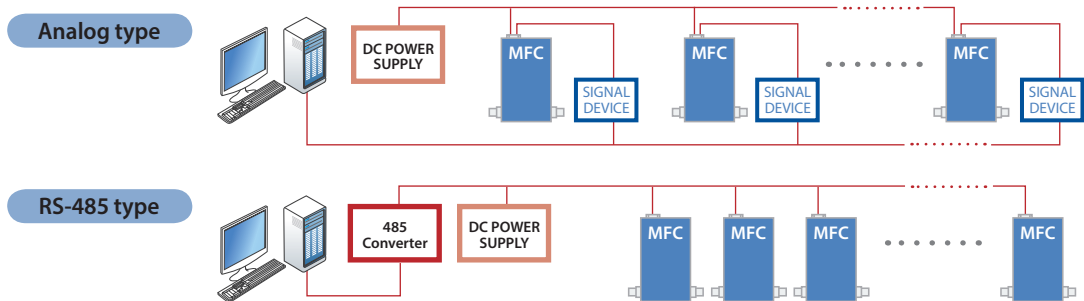 Analog type
DC POWER
SUPPLY
MFC
SIGNAL
DEVICE
MFC
SIGNAL
DEVICE
MFC
SIGNAL
DEVICE
RS-485 type
485
Converter
DC POWER
SUPPLY
MFC
MFC
MFC
MFC